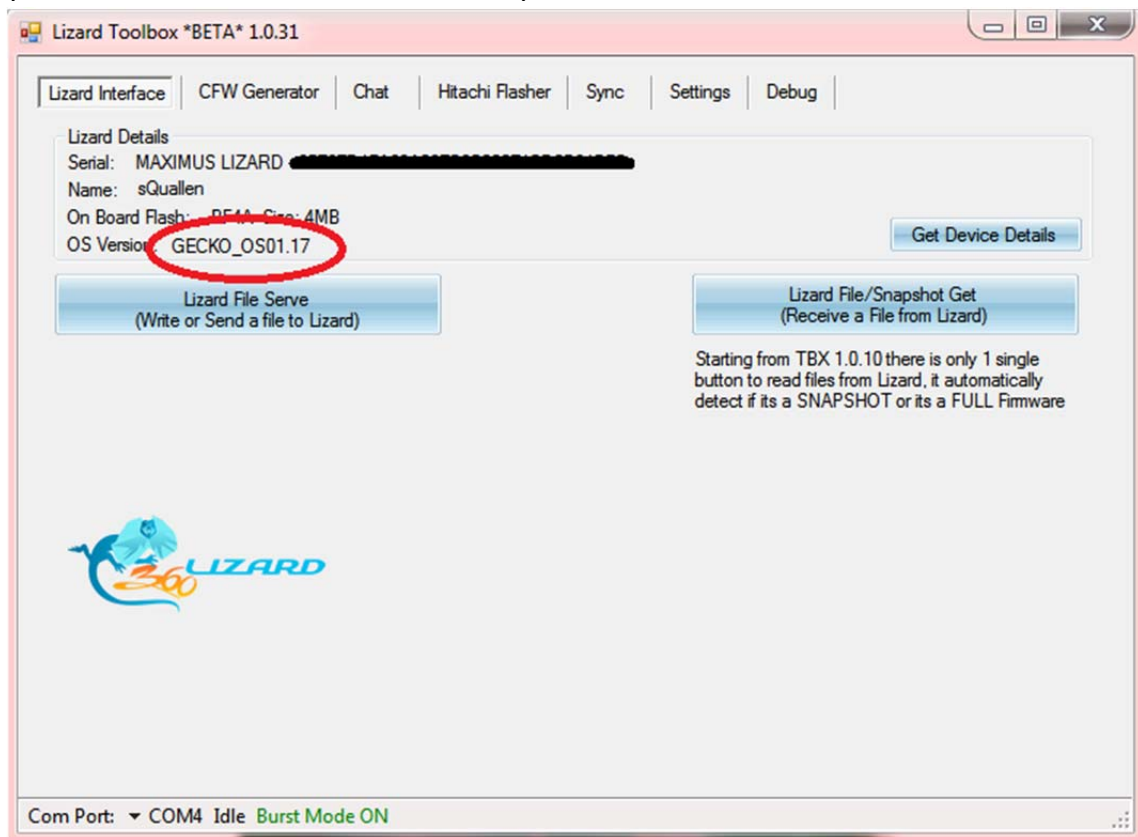 Lizard Toolbox *BETA* 1.0.31
Lizard Interface CFW Generator Chat Hitachi Flasher Sync Settings Debug
Lizard Details
Serial: MAXIMUS LIZARD
Name: sQuallen
On Board Flash: Size: 4MB
OS Version: GECKO_OS01.17
Get Device Details
Lizard File Serve
(Write or Send a file to Lizard)
Lizard File/Snapshot Get
(Receive a File from Lizard)
Starting from TBX 1.0.10 there is only 1 single
button to read files from Lizard, it automatically
detect if its a SNAPSHOT or its a FULL Firmware
360 LIZARD
Com Port: COM4 Idle Burst Mode ON